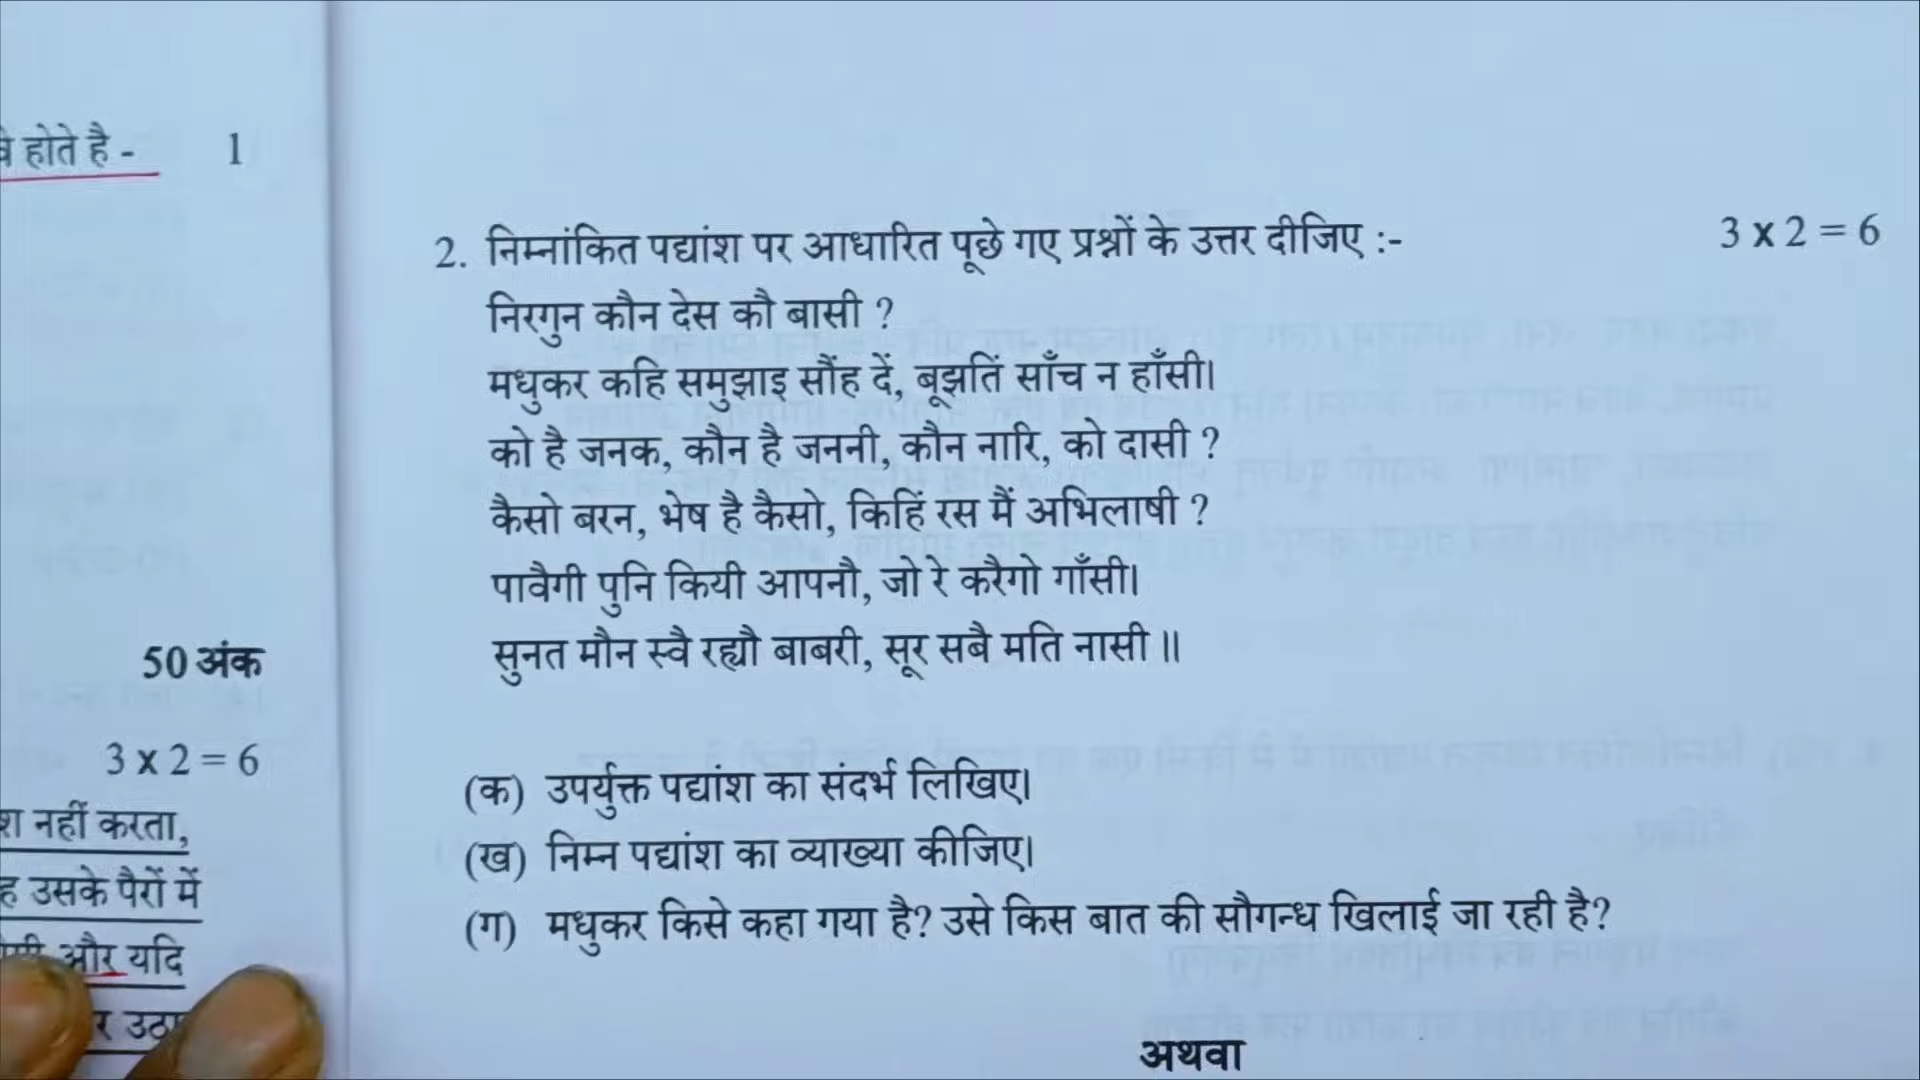 होते है - 1
50 अंक
3 x 2 = 6
नहीं करता,
उसके पैरों में
और यदि
2. निम्नांकित पद्यांश पर आधारित पूछे गए प्रश्नों के उत्तर दीजिए :- 3 x 2 = 6
निरगुन कौन देस कौ बासी ?
मधुकर कहि समुझाइ सौंह दें, बूझतिं साँच न हाँसी।
को है जनक, कौन है जननी, कौन नारि, को दासी ?
कैसो बरन, भेष है कैसो, किहिं रस मैं अभिलाषी ?
पावैगी पुनि कियी आपनौ, जो रे करैगो गाँसी।
सुनत मौन स्वै रह्यौ बाबरी, सूर सबै मति नासी ॥
(क) उपर्युक्त पद्यांश का संदर्भ लिखिए।
(ख) निम्न पद्यांश का व्याख्या कीजिए।
(ग) मधुकर किसे कहा गया है? उसे किस बात की सौगन्ध खिलाई जा रही है?
अथवा